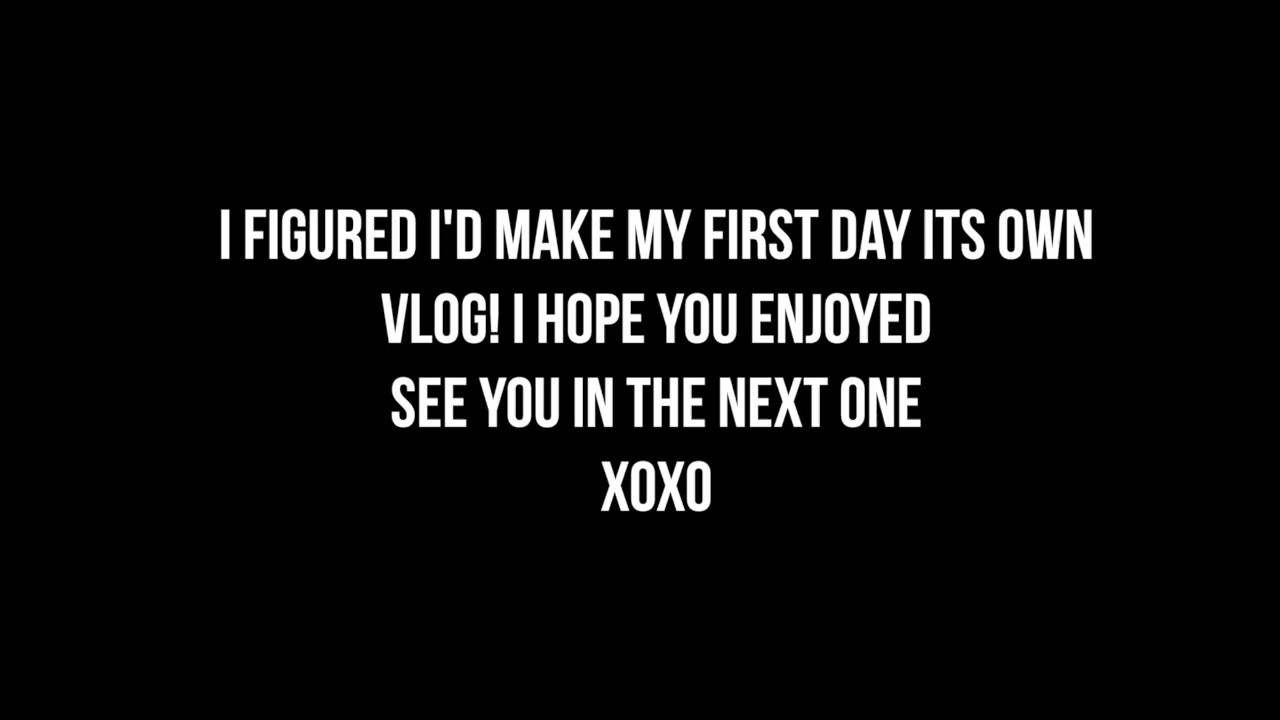 I FIGURED I'D MAKE MY FIRST DAY ITS OWN
VLOG! I HOPE YOU ENJOYED
SEE YOU IN THE NEXT ONE
XOXO